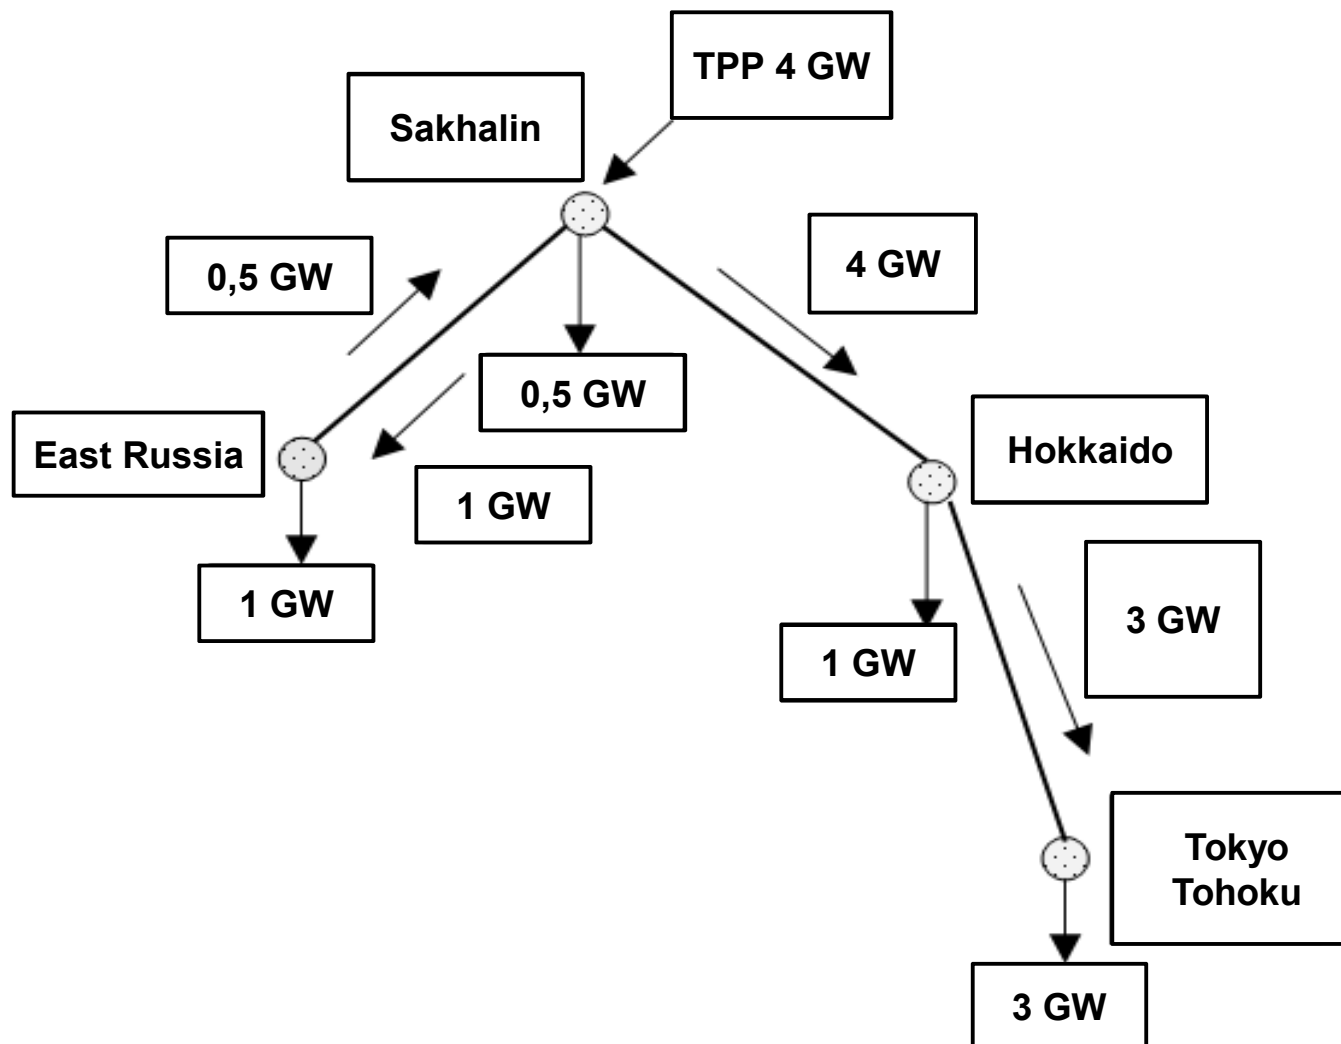 TPP 4 GW
Sakhalin
0,5 GW
4 GW
0,5 GW
East Russia
Hokkaido
1 GW
1 GW
3 GW
1 GW
Tokyo
Tohoku
3 GW